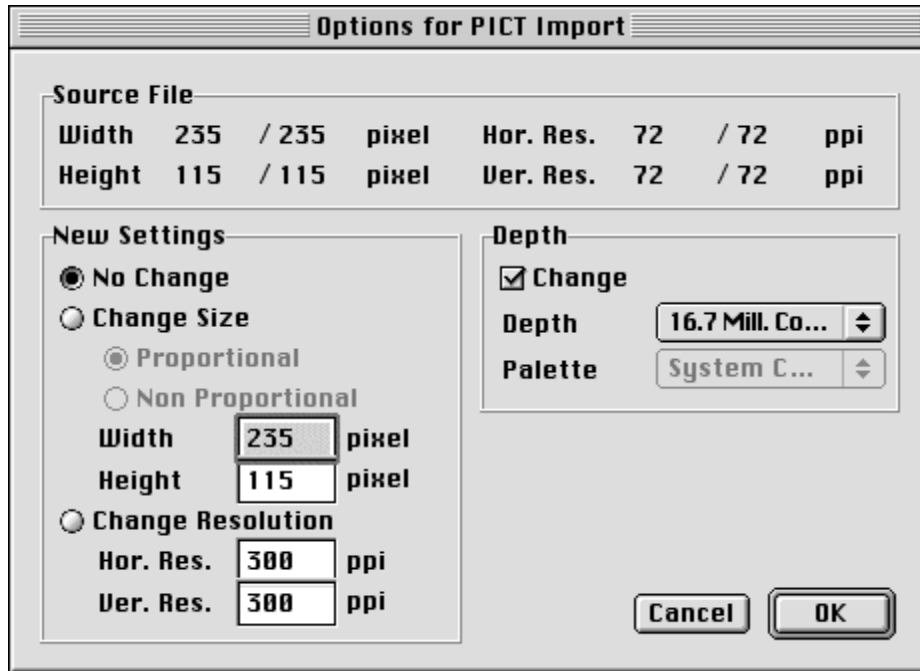 Options for PICT Import
Source File
Width 235 / 235 pixel Hor. Res. 72 / 72 ppi
Height 115 / 115 pixel Ver. Res. 72 / 72 ppi
New Settings
No Change
Change Size
Proportional
Non Proportional
Width 235 pixel
Height 115 pixel
Change Resolution
Hor. Res. 300 ppi
Ver. Res. 300 ppi
Depth
Change
Depth 16.7 Mill. Co...
Palette System C...
Cancel OK